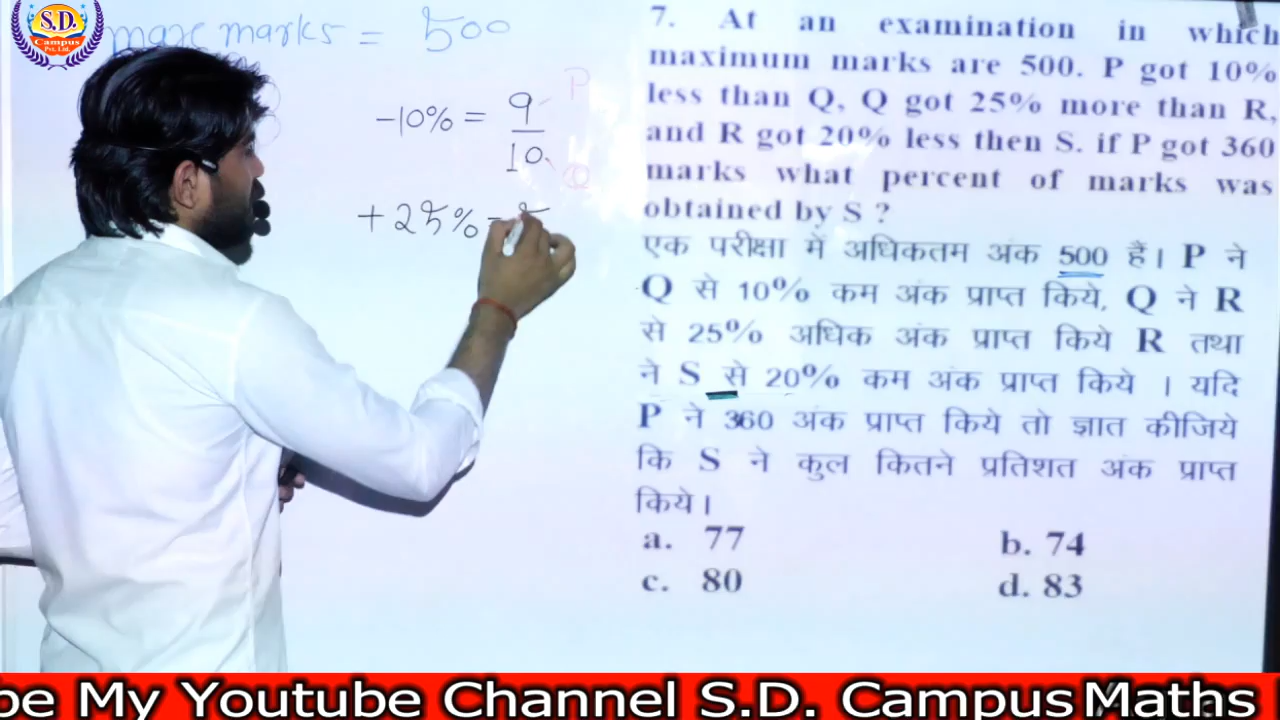 S.D.
Campus
Pvt. Ltd.
max marks = 500
-10% = 9/10
P
Q
+25% =
7. At an examination in which
maximum marks are 500. P got 10%
less than Q, Q got 25% more than R,
and R got 20% less then S. if P got 360
marks what percent of marks was
obtained by S ?
एक परीक्षा में अधिकतम अंक 500 हैं। P ने
Q से 10% कम अंक प्राप्त किये, Q ने R
से 25% अधिक अंक प्राप्त किये R तथा
ने S से 20% कम अंक प्राप्त किये । यदि
P ने 360 अंक प्राप्त किये तो ज्ञात कीजिये
कि S ने कुल कितने प्रतिशत अंक प्राप्त
किये।
a. 77 b. 74
c. 80 d. 83
be My Youtube Channel S.D. Campus Maths